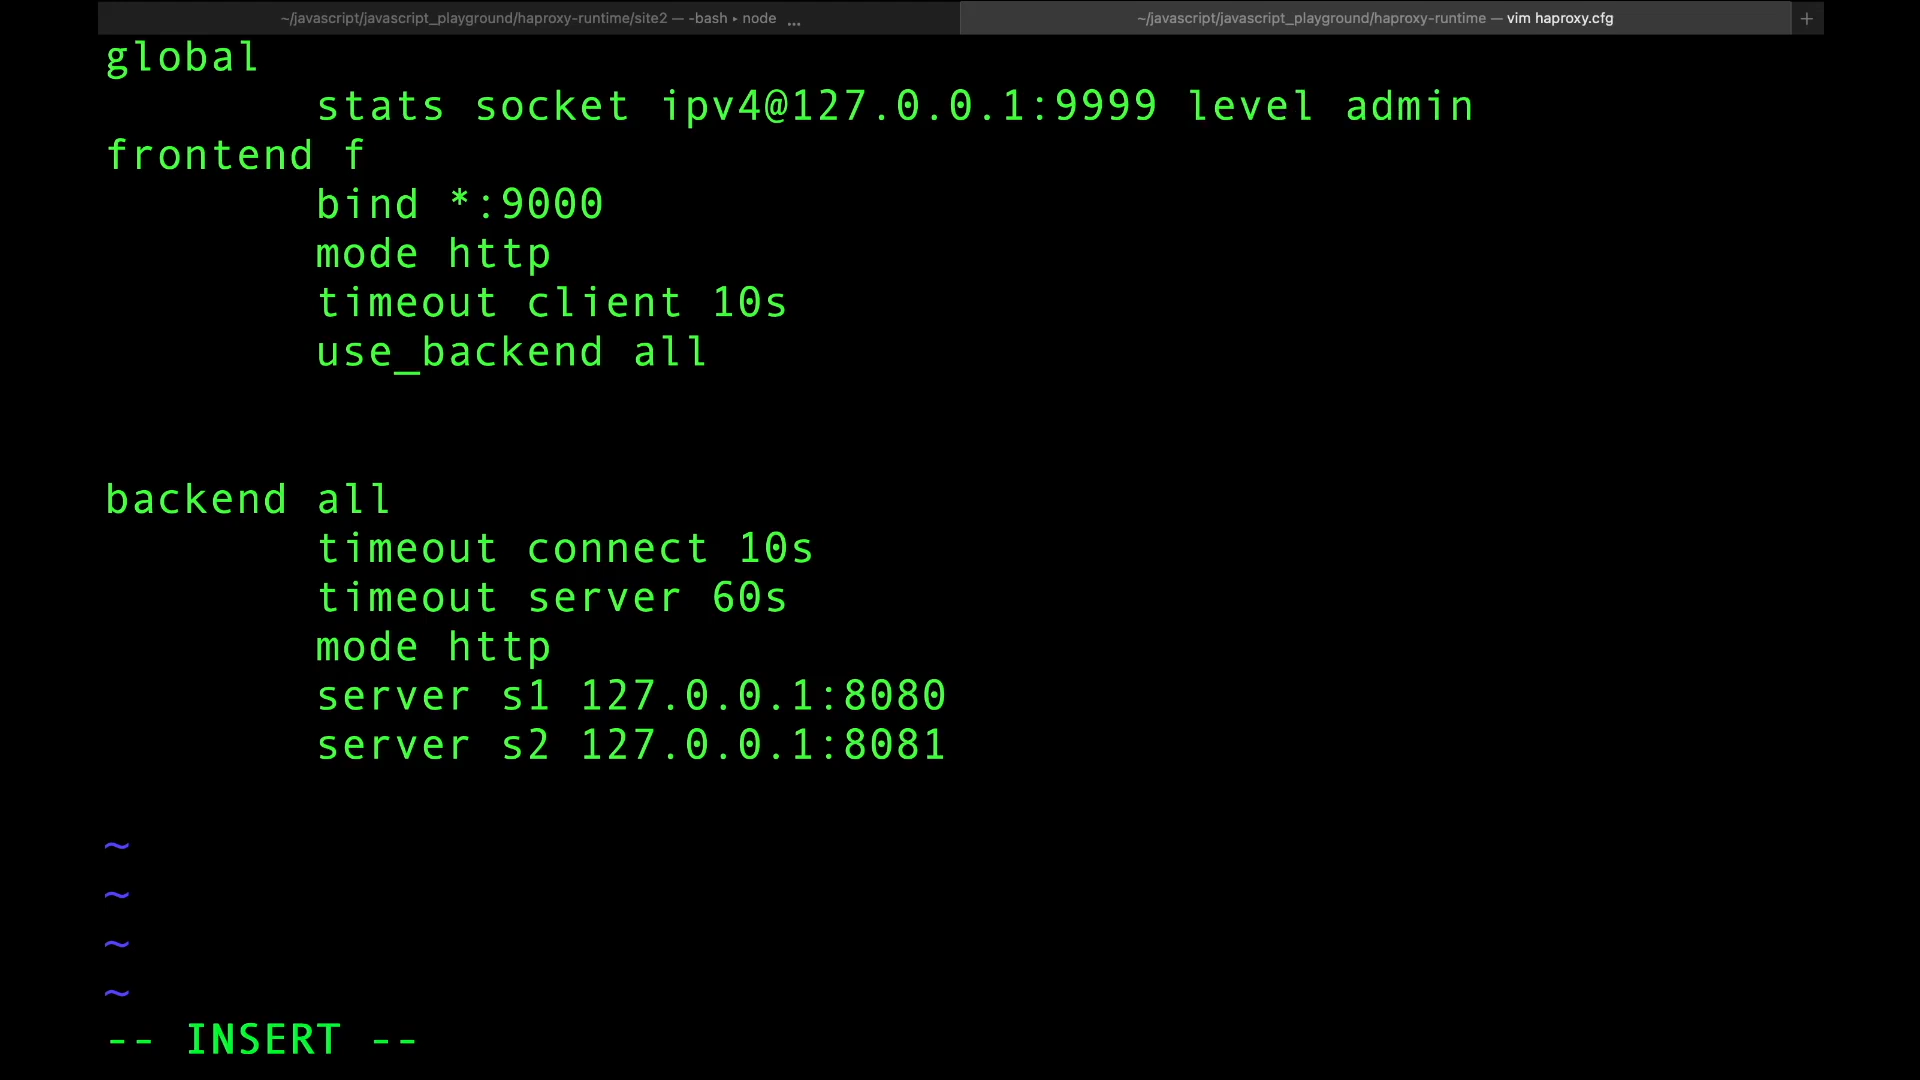 ~/javascript/javascript_playground/haproxy-runtime/site2 — -bash ▸ node ...
~/javascript/javascript_playground/haproxy-runtime — vim haproxy.cfg +
global
stats socket ipv4@127.0.0.1:9999 level admin
frontend f
bind *:9000
mode http
timeout client 10s
use_backend all
backend all
timeout connect 10s
timeout server 60s
mode http
server s1 127.0.0.1:8080
server s2 127.0.0.1:8081
~
~
~
~
-- INSERT --